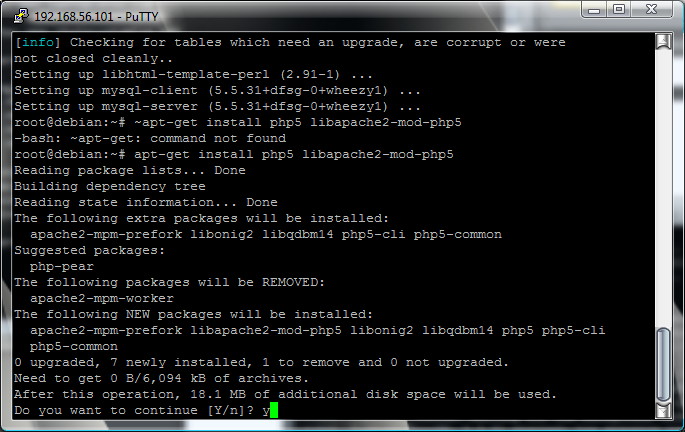 192.168.56.101 - PuTTY
[info] Checking for tables which need an upgrade, are corrupt or were
not closed cleanly..
Setting up libhtml-template-perl (2.91-1) ...
Setting up mysql-client (5.5.31+dfsg-0+wheezy1) ...
Setting up mysql-server (5.5.31+dfsg-0+wheezy1) ...
root@debian:~# ~apt-get install php5 libapache2-mod-php5
-bash: ~apt-get: command not found
root@debian:~# apt-get install php5 libapache2-mod-php5
Reading package lists... Done
Building dependency tree
Reading state information... Done
The following extra packages will be installed:
  apache2-mpm-prefork libonig2 libqdbm14 php5-cli php5-common
Suggested packages:
  php-pear
The following packages will be REMOVED:
  apache2-mpm-worker
The following NEW packages will be installed:
  apache2-mpm-prefork libapache2-mod-php5 libonig2 libqdbm14 php5 php5-cli
  php5-common
0 upgraded, 7 newly installed, 1 to remove and 0 not upgraded.
Need to get 0 B/6,094 kB of archives.
After this operation, 18.1 MB of additional disk space will be used.
Do you want to continue [Y/n]? y